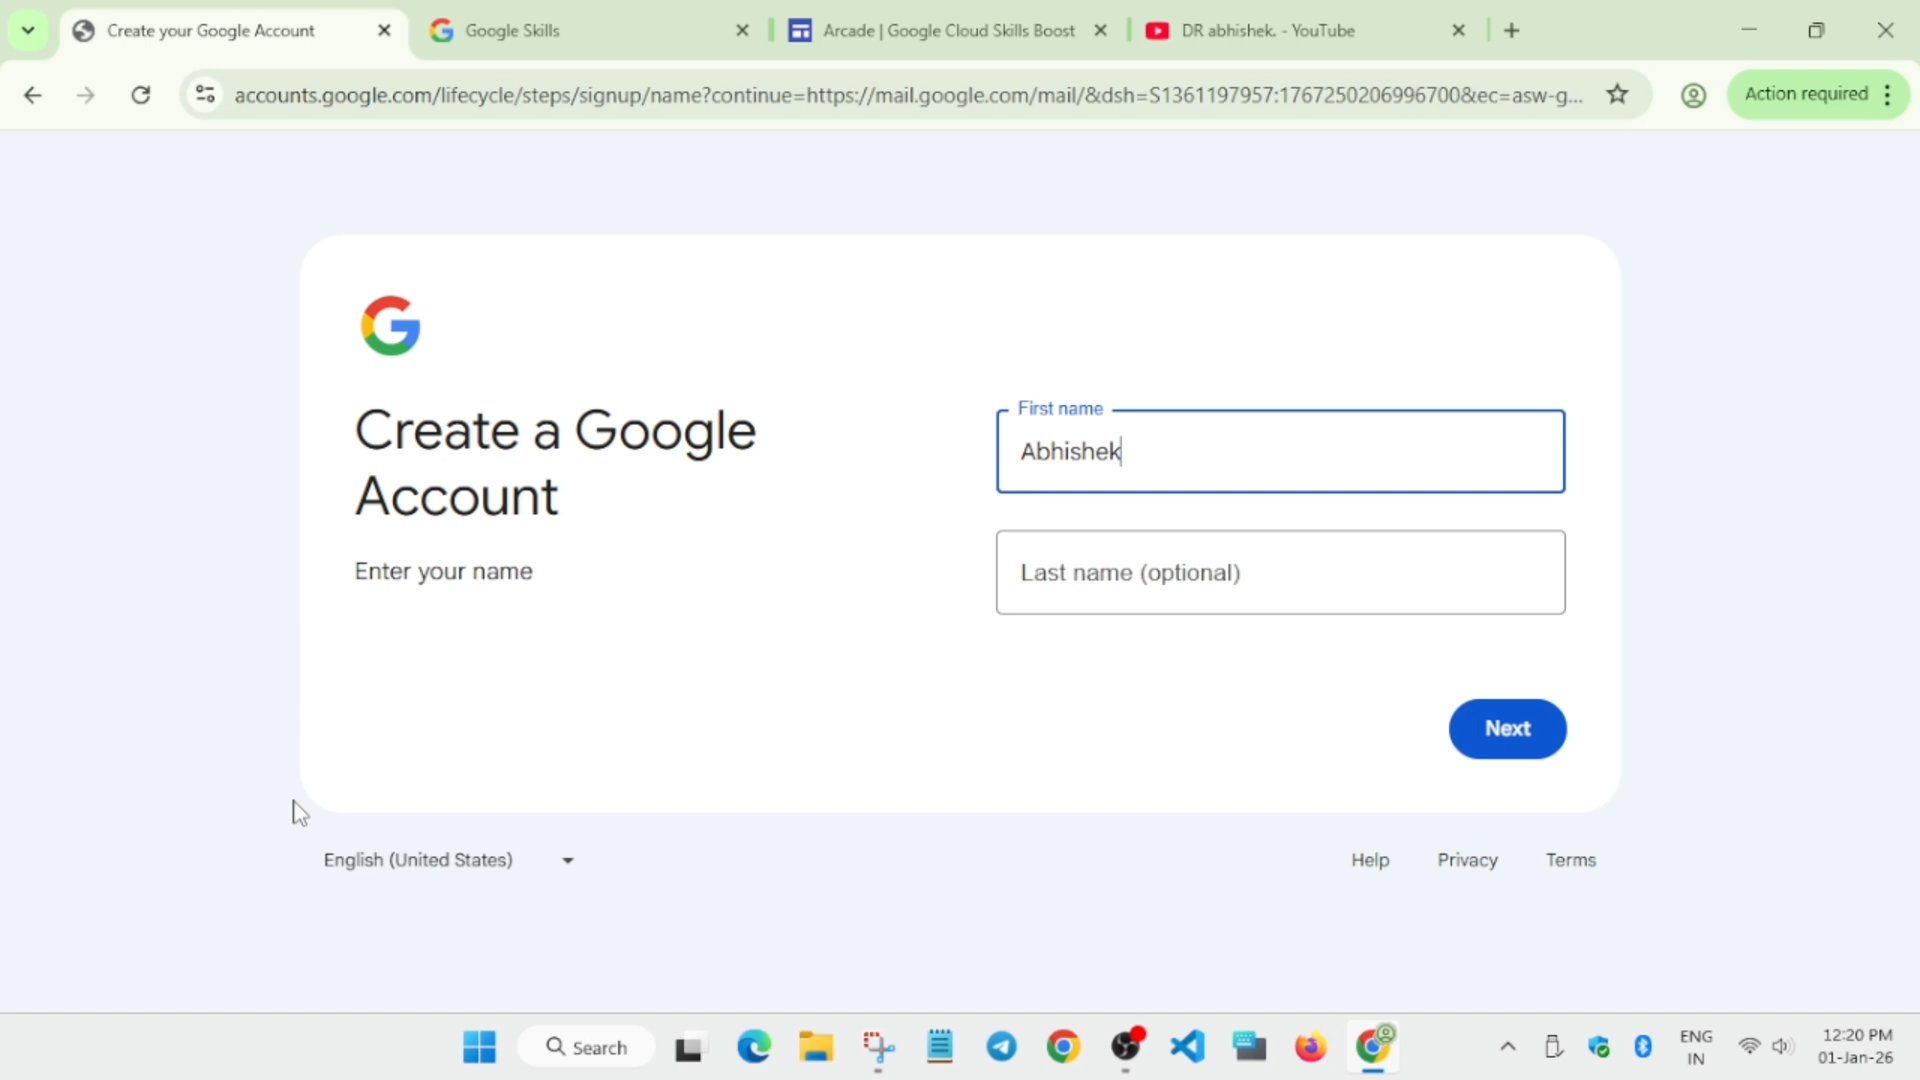 Create your Google Account
Google Skills
Arcade | Google Cloud Skills Boost
DR abhishek. - YouTube
accounts.google.com/lifecycle/steps/signup/name?continue=https://mail.google.com/mail/&dsh=S1361197957:1767250206996700&ec=asw-g...
Action required
Create a Google
Account
Enter your name
First name
Abhishek
Last name (optional)
Next
English (United States)
Help
Privacy
Terms
Search
ENG
IN
12:20 PM
01-Jan-26